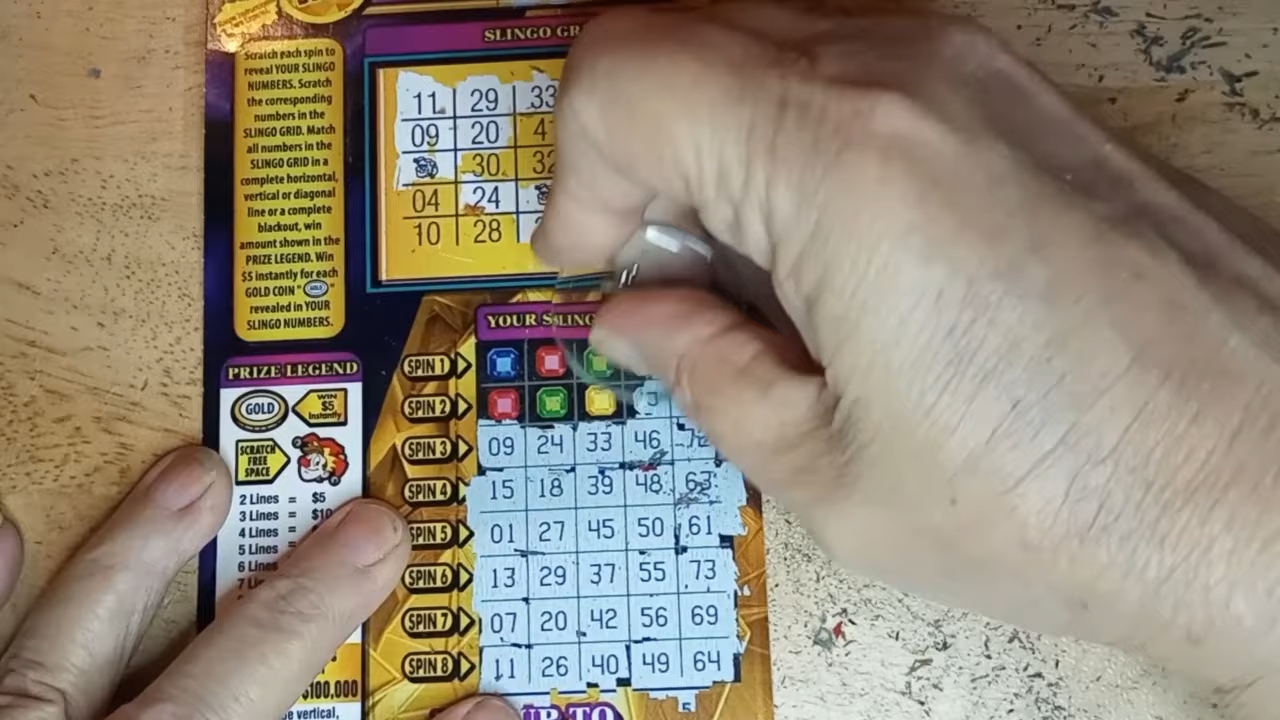 Scratch each spin to
reveal YOUR SLINGO
NUMBERS. Scratch
the corresponding
numbers in the
SLINGO GRID. Match
all numbers in the
SLINGO GRID in a
complete horizontal,
vertical or diagonal
line or a complete
blackout, win
amount shown in the
PRIZE LEGEND. Win
$5 instantly for each
GOLD COIN "GOLD"
revealed in YOUR
SLINGO NUMBERS.
SLINGO
11 29 33
09 20
30 32
04 24
10 28
YOUR
SPIN 1
SPIN 2
SPIN 3 09 24 33 46
SPIN 4 15 18 39 48 63
SPIN 5 01 27 45 50 61
SPIN 6 13 29 37 55 73
SPIN 7 07 20 42 56 69
SPIN 8 11 26 40 49 64
PRIZE LEGEND
GOLD WIN $5 Instantly
SCRATCH FREE SPACE
2 Lines = $5
3 Lines =
4 Lines =
5 Lines
6 Lines
$100,000
vertical,
UP TO